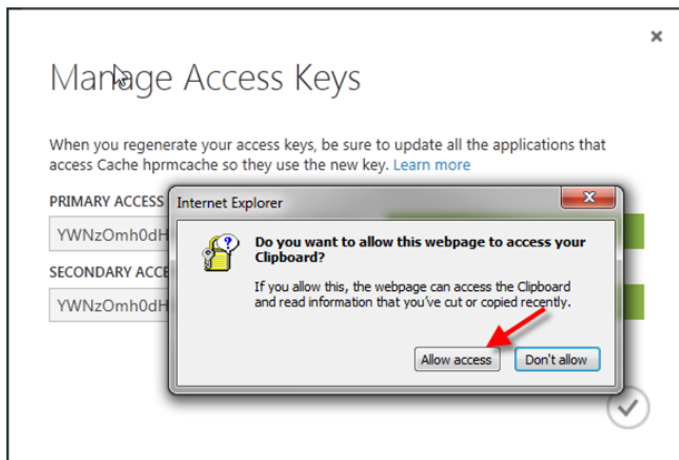 Manage Access Keys
When you regenerate your access keys, be sure to update all the applications that
access Cache hprmcache so they use the new key. Learn more
PRIMARY ACCESS
YWNzOmh0dH
SECONDARY ACCE
YWNzOmh0dH
Internet Explorer
Do you want to allow this webpage to access your
Clipboard?
If you allow this, the webpage can access the Clipboard
and read information that you've cut or copied recently.
Allow access Don't allow